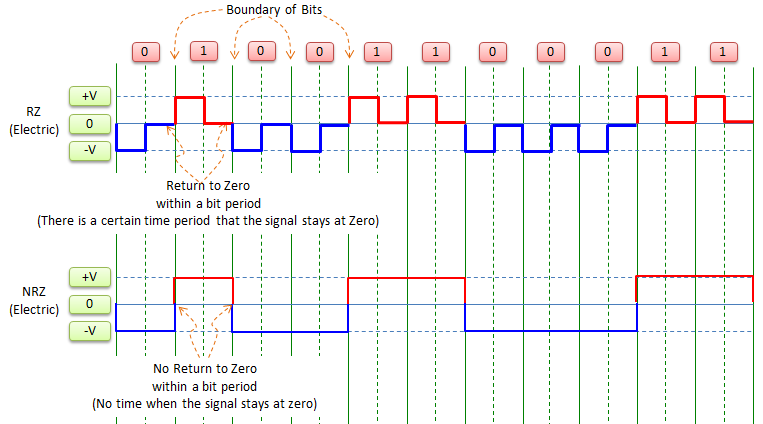 Boundary of Bits
0 1 0 0 1 1 0 0 0 1 1
RZ
(Electric)
+V
0
-V
Return to Zero
within a bit period
(There is a certain time period that the signal stays at Zero)
NRZ
(Electric)
+V
0
-V
No Return to Zero
within a bit period
(No time when the signal stays at zero)